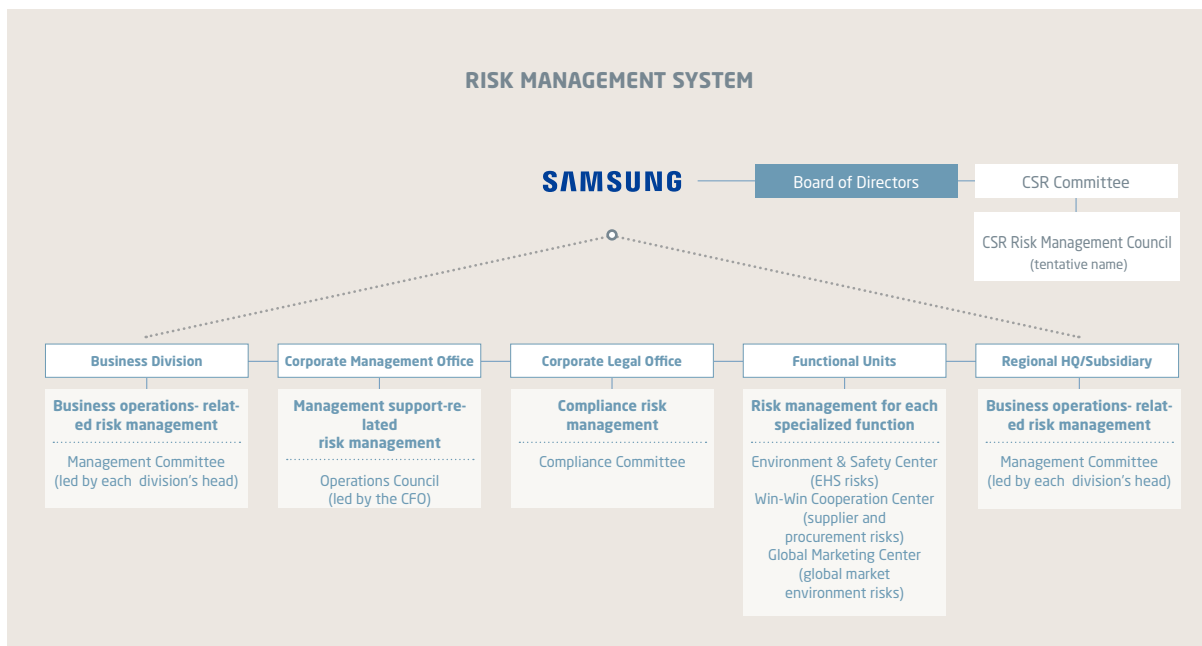 RISK MANAGEMENT SYSTEM
SAMSUNG
Board of Directors
CSR Committee
CSR Risk Management Council
(tentative name)
Business Division
Business operations- relat-
ed risk management
Management Committee
(led by each division's head)
Corporate Management Office
Management support-re-
lated
risk management
Operations Council
(led by the CFO)
Corporate Legal Office
Compliance risk
management
Compliance Committee
Functional Units
Risk management for each
specialized function
Environment & Safety Center
(EHS risks)
Win-Win Cooperation Center
(supplier and
procurement risks)
Global Marketing Center
(global market
environment risks)
Regional HQ/Subsidiary
Business operations- relat-
ed risk management
Management Committee
(led by each division's head)